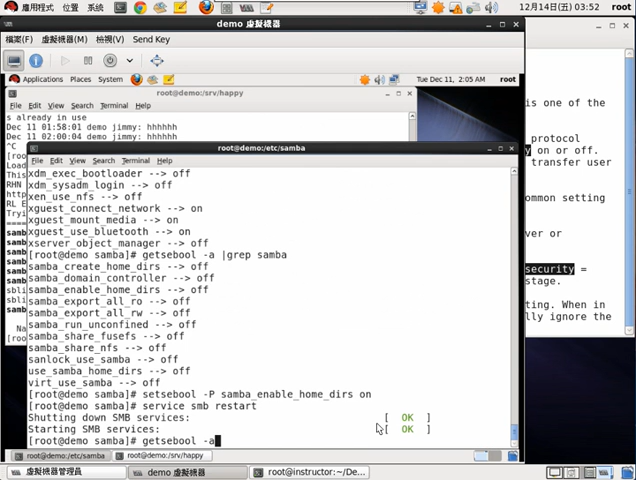 應用程式 位置 系統
12月14日(五) 03:52 root
demo 虛擬機器
檔案(F) 虛擬機器(M) 檢視(V) Send Key
Applications Places System
Tue Dec 11, 2:05 AM root
root@demo:/srv/happy
File Edit View Search Terminal Help
s already in use
Dec 11 01:58:01 demo jimmy: hhhhhh
Dec 11 02:00:04 demo jimmy: hhhhhh
^C
root@demo:/etc/samba
File Edit View Search Terminal Help
xdm_exec_bootloader --> off
xdm_sysadm_login --> off
xen_use_nfs --> off
xguest_connect_network --> on
xguest_mount_media --> on
xguest_use_bluetooth --> on
xserver_object_manager --> off
[root@demo samba]# getsebool -a |grep samba
samba_create_home_dirs --> off
samba_domain_controller --> off
samba_enable_home_dirs --> off
samba_export_all_ro --> off
samba_export_all_rw --> off
samba_run_unconfined --> off
samba_share_fusefs --> off
samba_share_nfs --> off
sanlock_use_samba --> off
use_samba_home_dirs --> off
virt_use_samba --> off
[root@demo samba]# setsebool -P samba_enable_home_dirs on
[root@demo samba]# service smb restart
Shutting down SMB services: [ OK ]
Starting SMB services: [ OK ]
[root@demo samba]# getsebool -a
is one of the
protocol
on or off.
transfer user
ommon setting
ver or
security =
stage.
ting. When in
lly ignore the
root@demo:/etc/samba
root@demo:/srv/happy
虛擬機器管理員
demo 虛擬機器
root@instructor:/De...